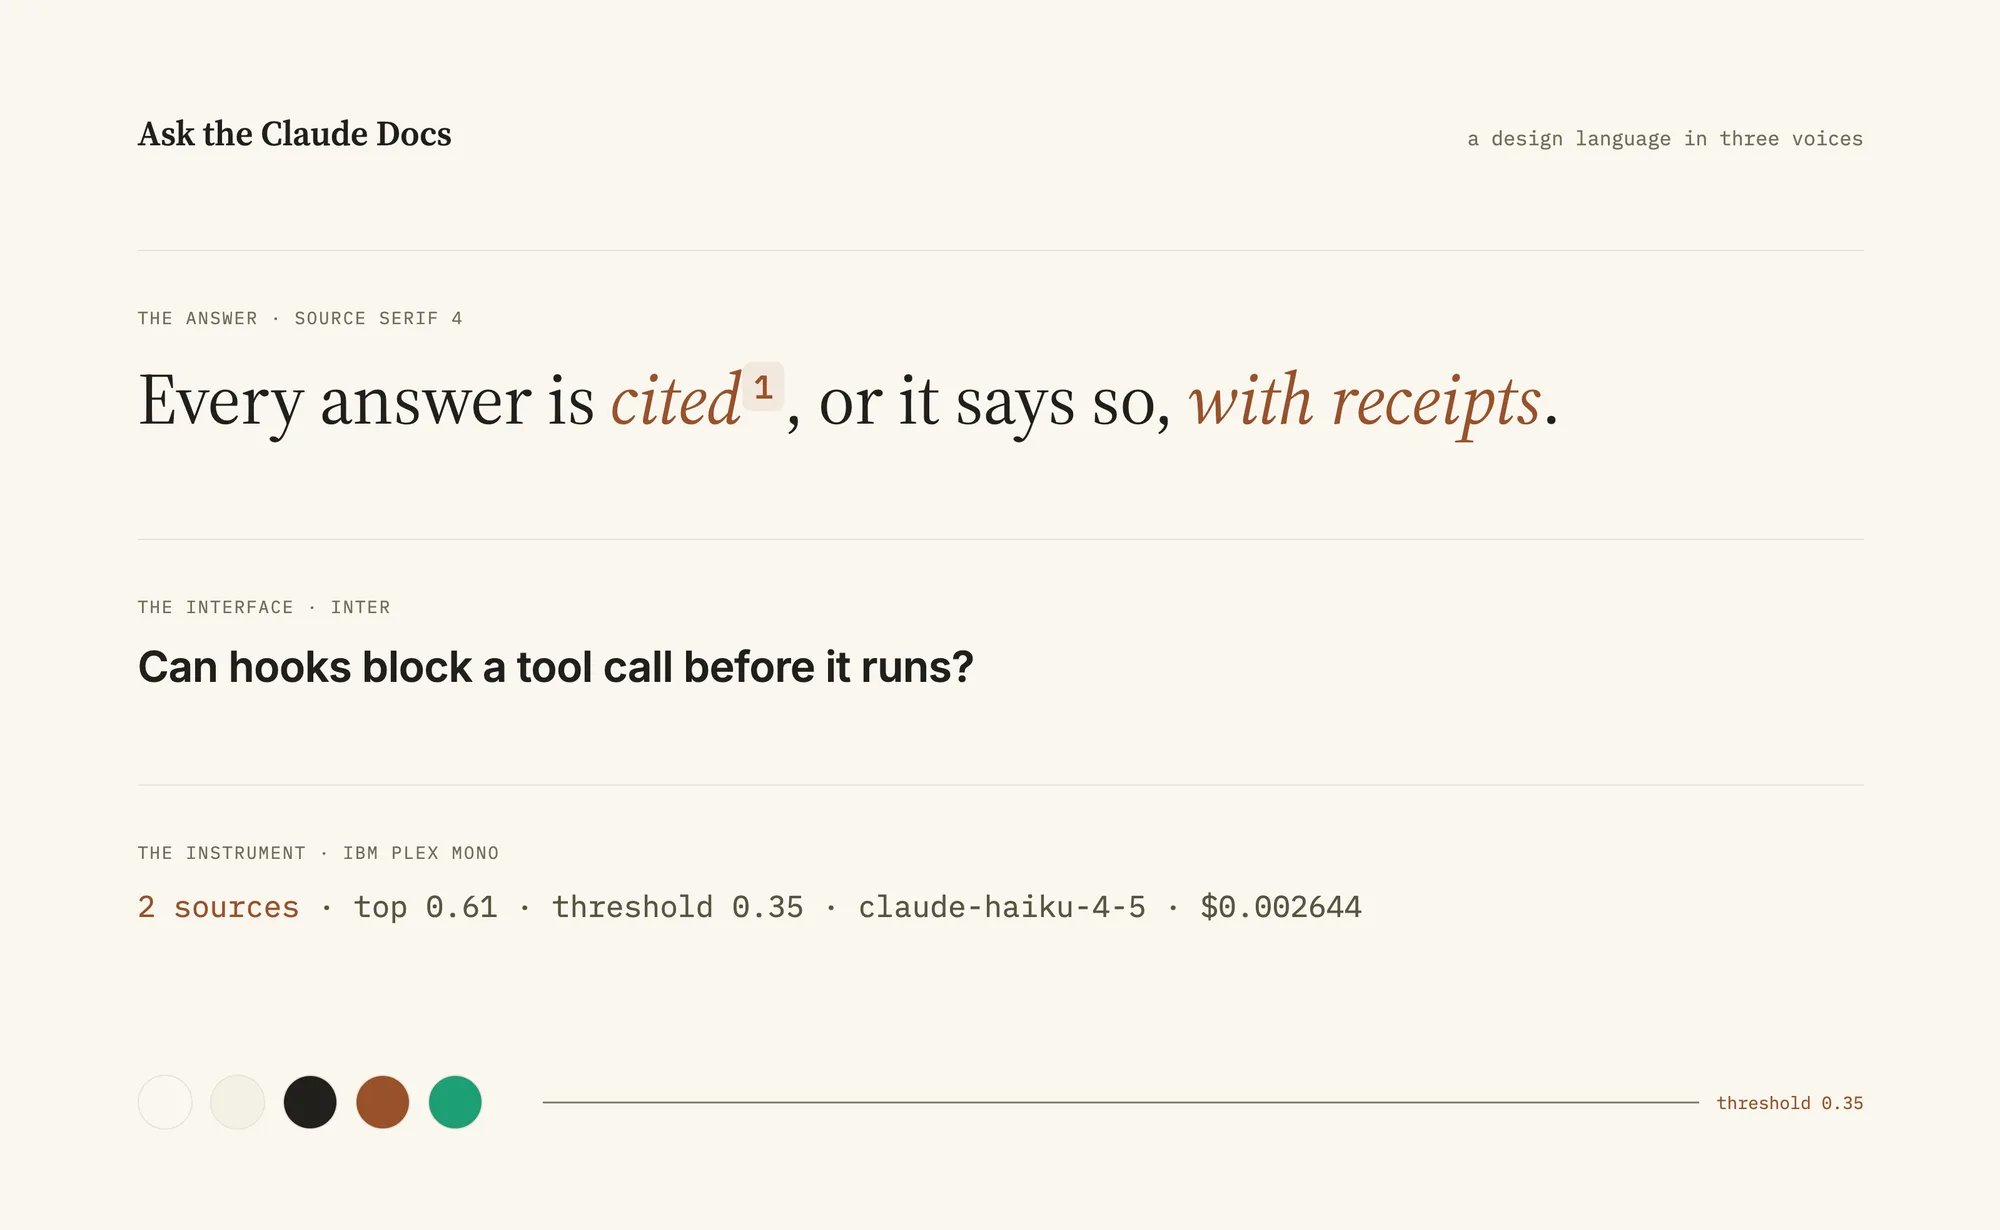 Ask the Claude Docs
a design language in three voices
THE ANSWER · SOURCE SERIF 4
Every answer is cited1, or it says so, with receipts.
THE INTERFACE · INTER
Can hooks block a tool call before it runs?
THE INSTRUMENT · IBM PLEX MONO
2 sources · top 0.61 · threshold 0.35 · claude-haiku-4-5 · $0.002644
threshold 0.35